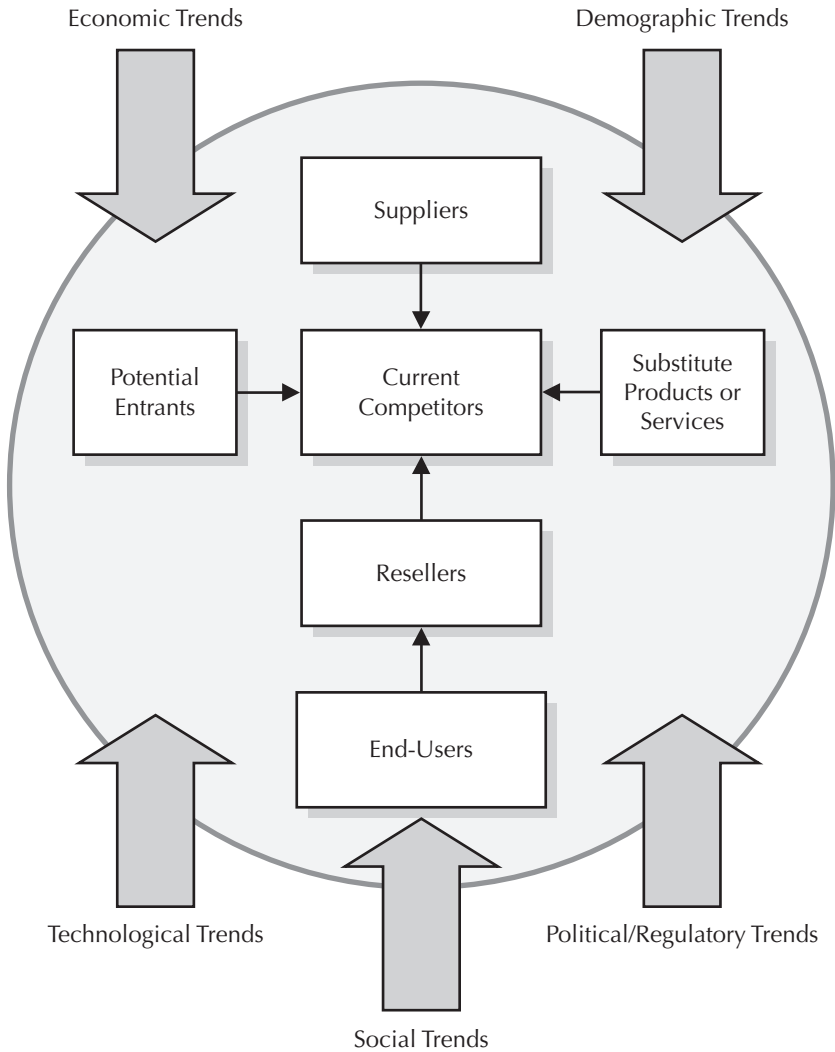 Economic Trends
Demographic Trends
Suppliers
Potential
Entrants
Current
Competitors
Substitute
Products or
Services
Resellers
End-Users
Technological Trends
Political/Regulatory Trends
Social Trends